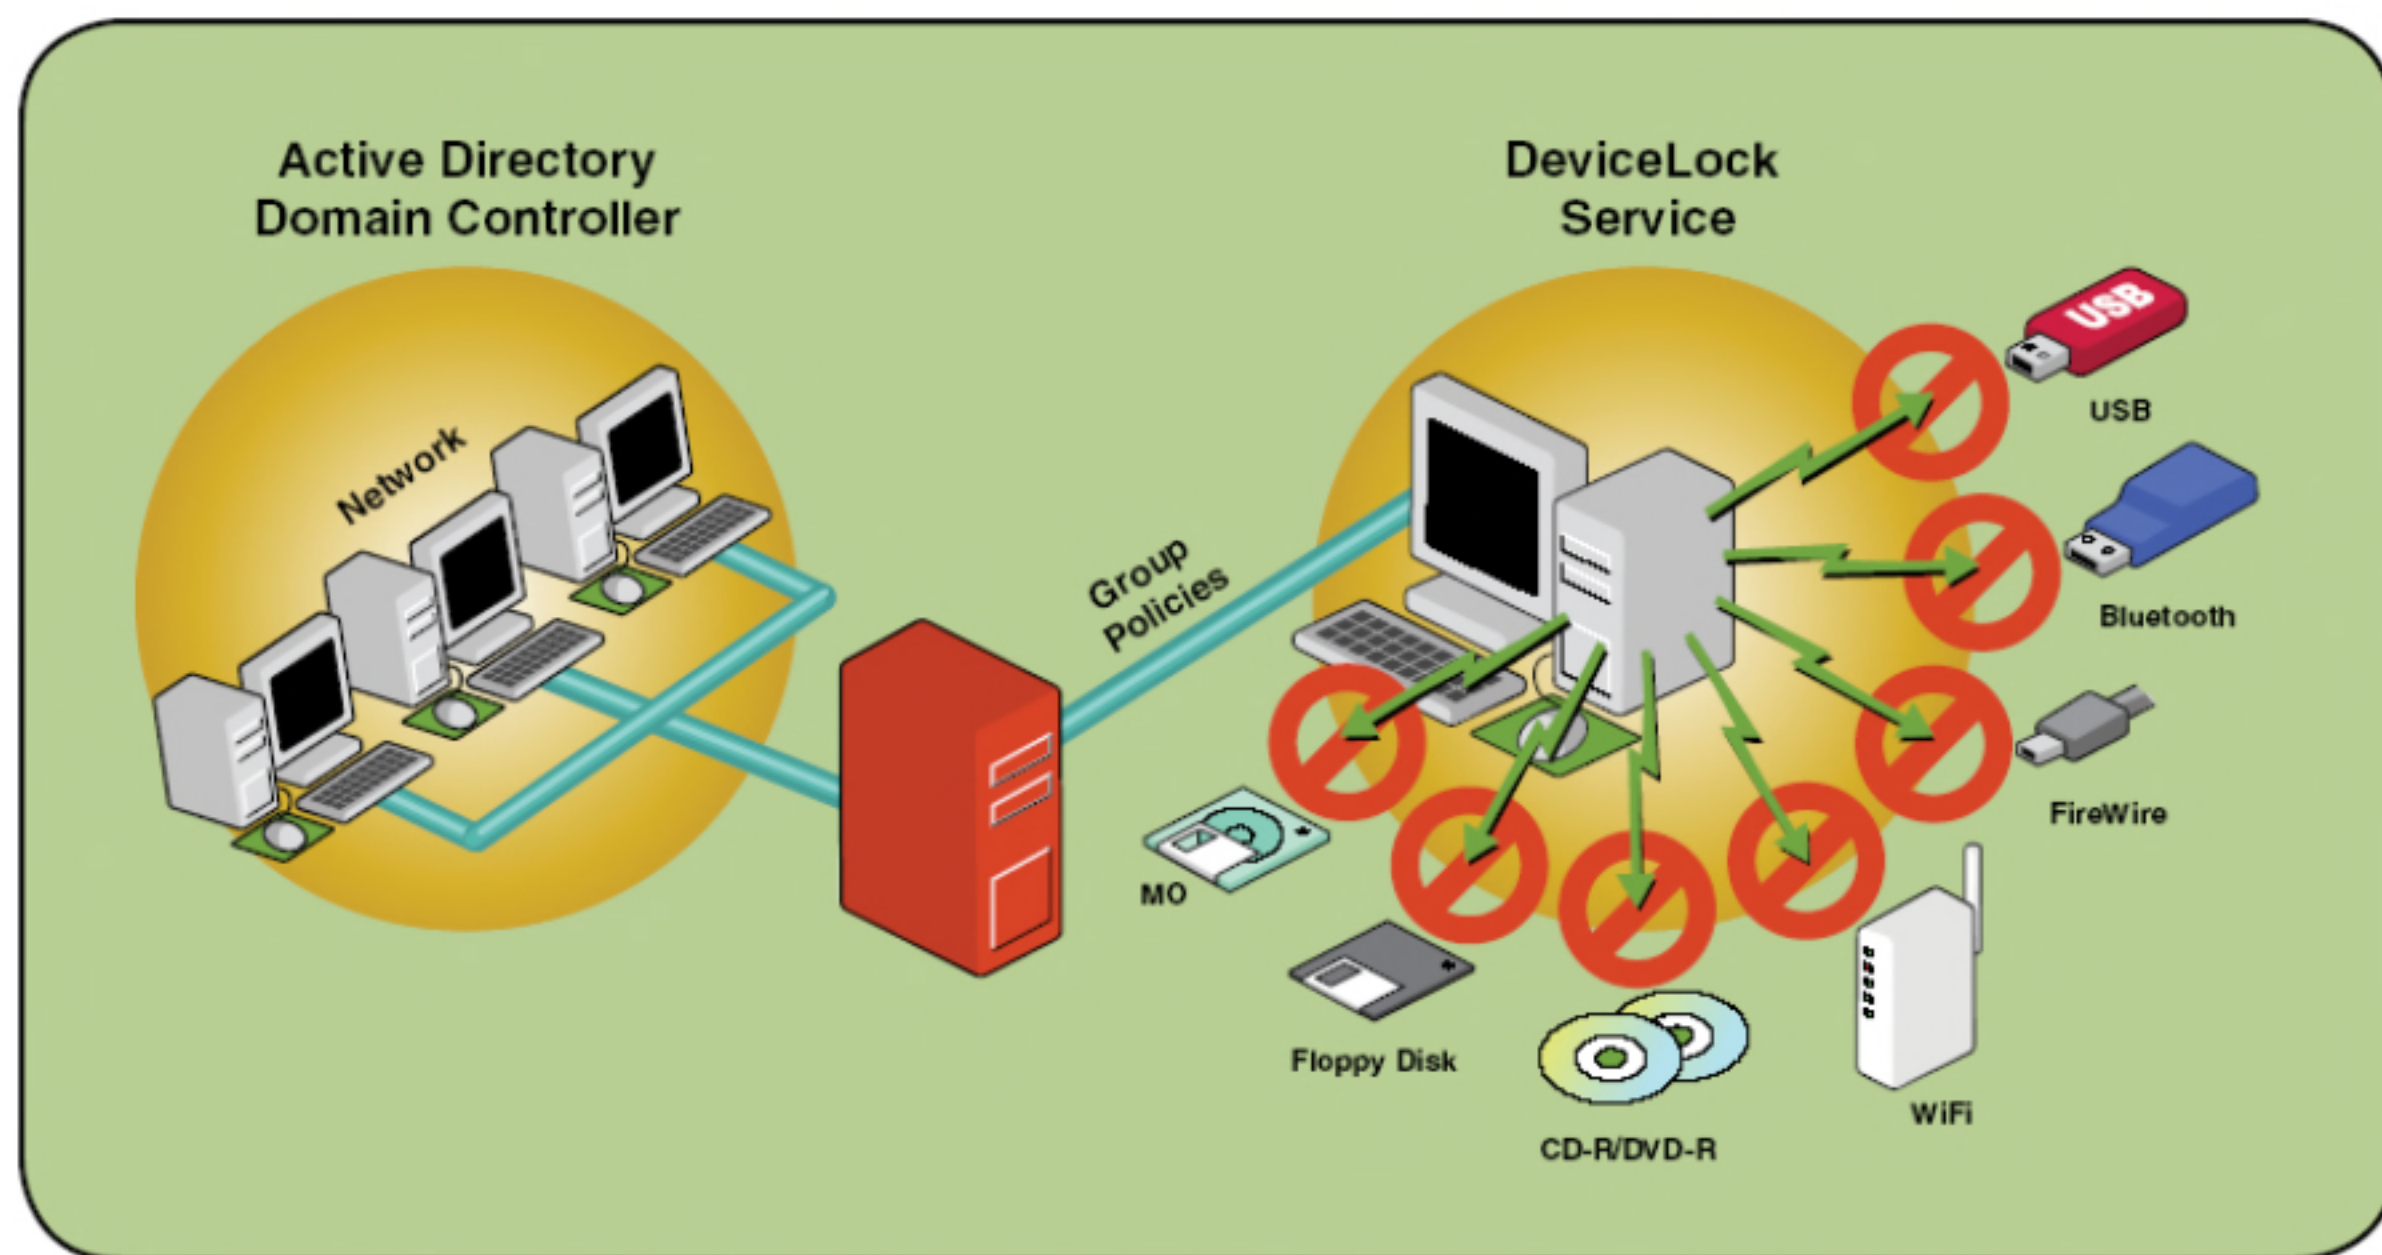 Active Directory
Domain Controller
DeviceLock
Service
Network
Group
Policies
USB
USB
Bluetooth
FireWire
MO
Floppy Disk
CD-R/DVD-R
WiFi